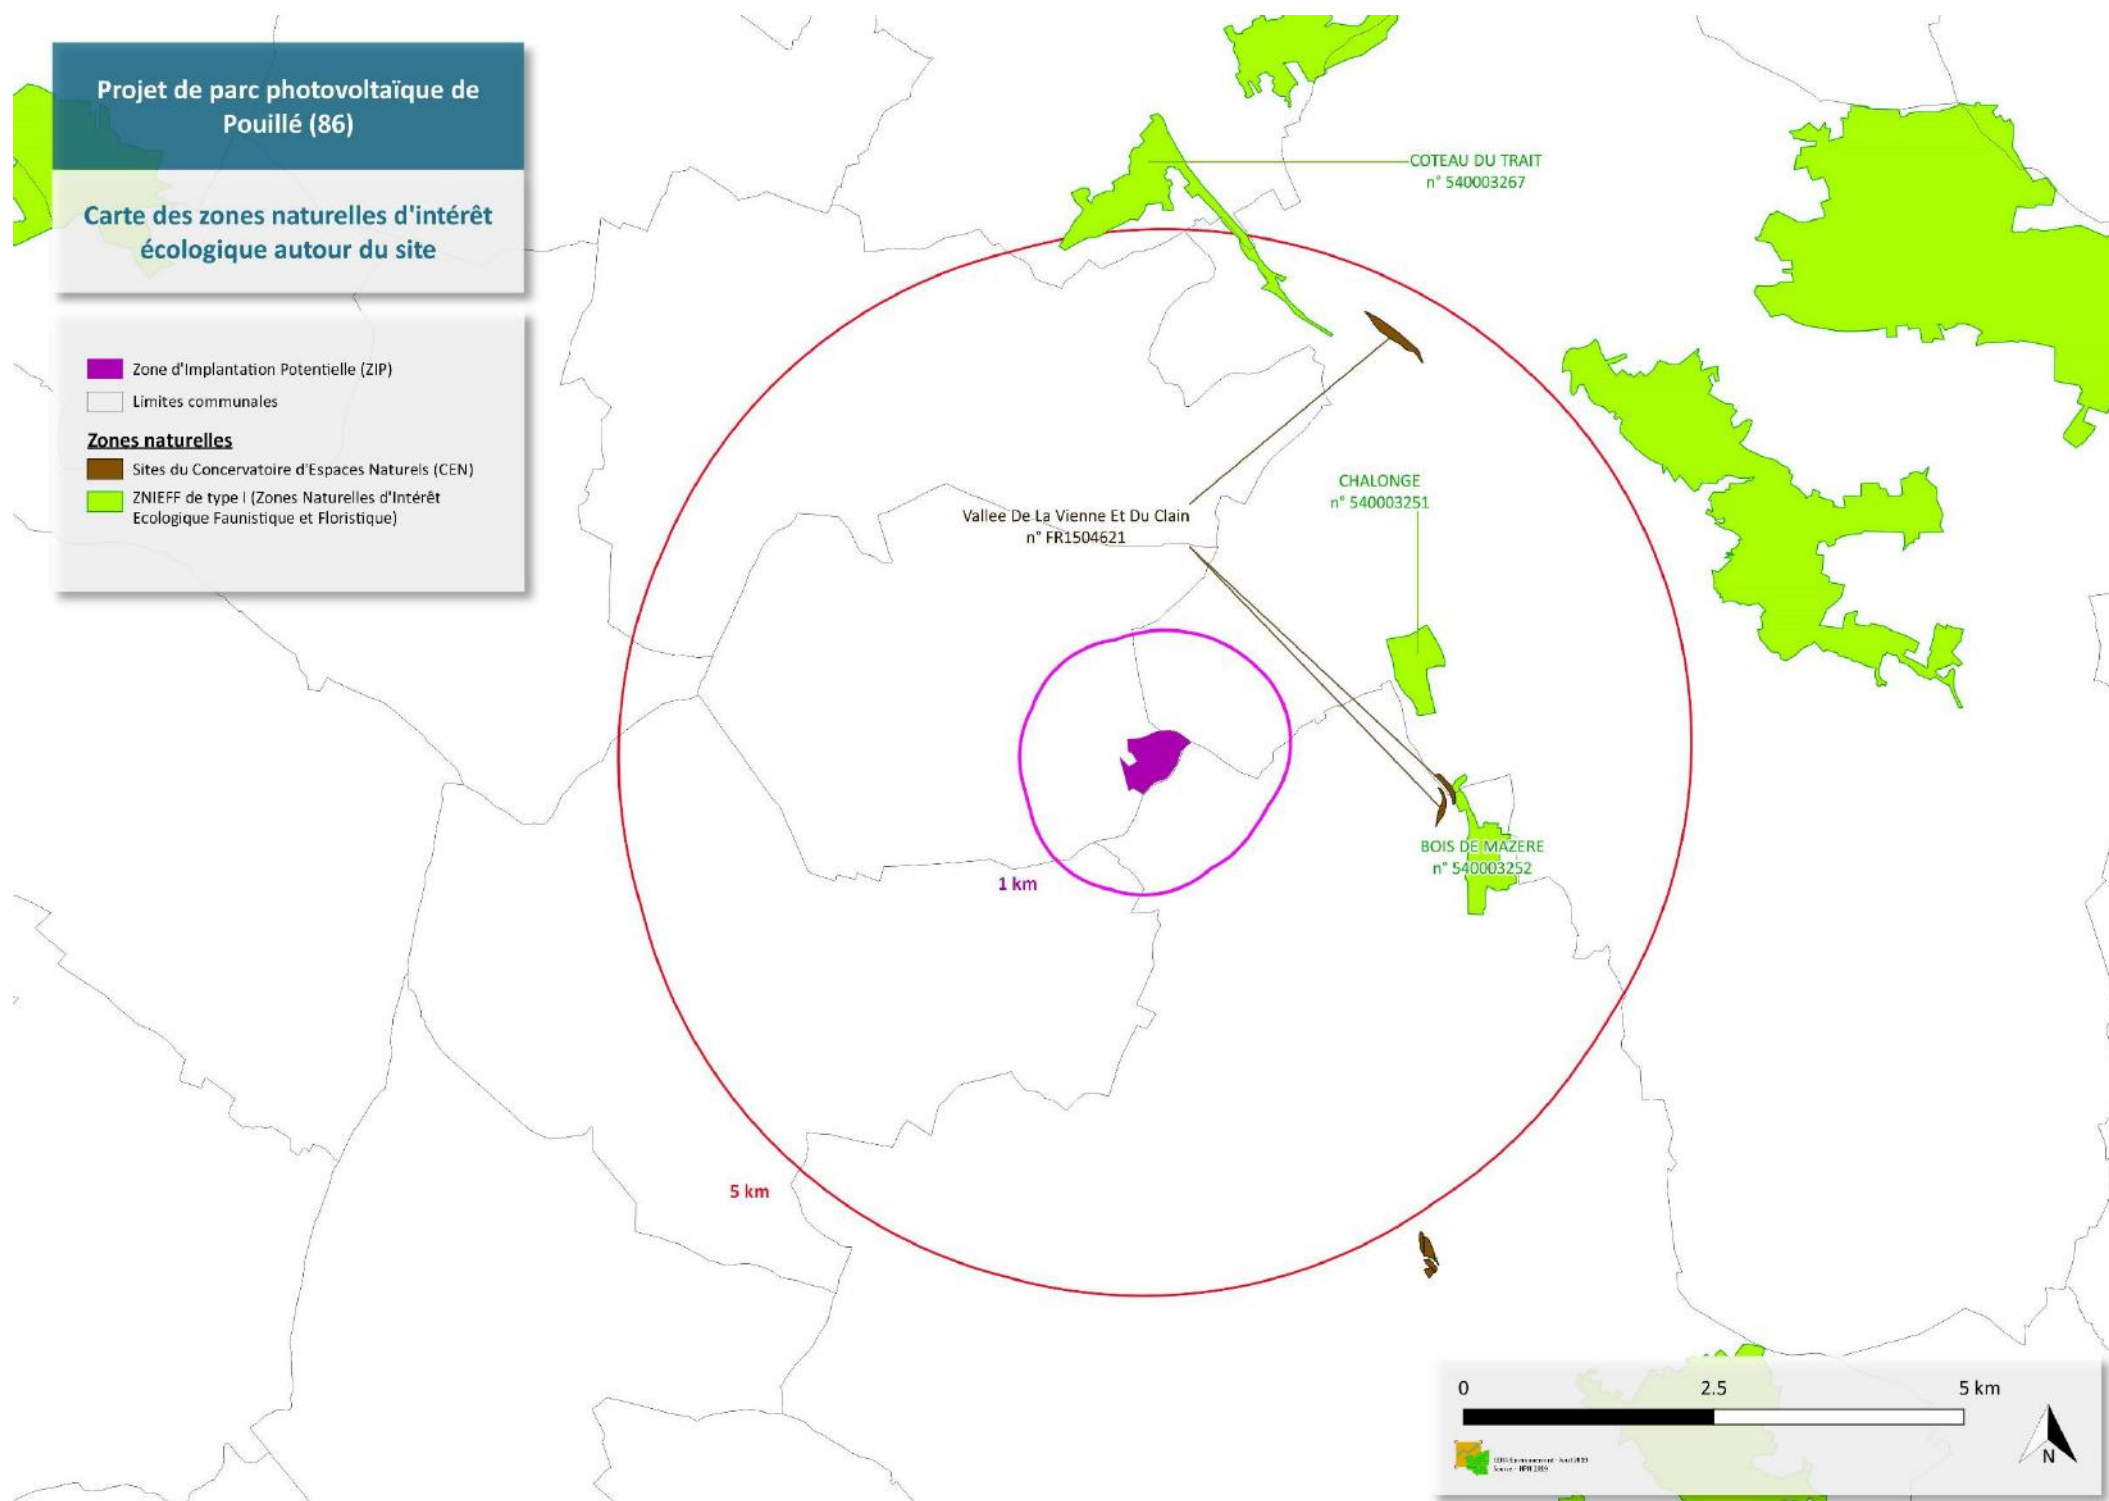 Projet de parc photovoltaïque de
Pouillé (86)
Carte des zones naturelles d'intérêt
écologique autour du site
Zone d'Implantation Potentielle (ZIP)
Limites communales
Zones naturelles
Sites du Concervatoire d'Espaces Naturels (CEN)
ZNIEFF de type I (Zones Naturelles d'Intérêt
Ecologique Faunistique et Floristique)
COTEAU DU TRAIT
n° 540003267
CHALONGE
n° 540003251
Vallee De La Vienne Et Du Clain
n° FR1504621
BOIS DE MAZERE
n° 540003252
1 km
5 km
0 2.5 5 km
N